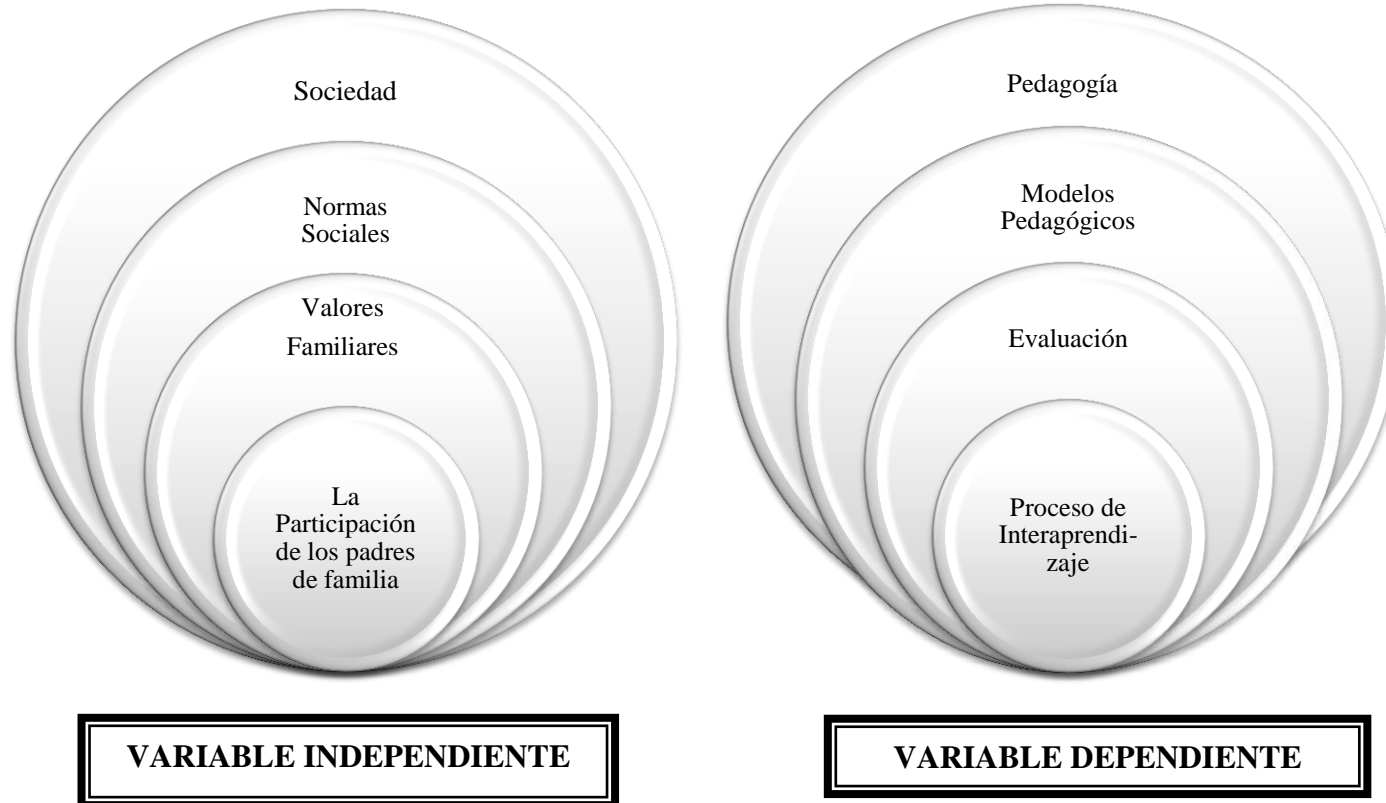 Sociedad
Normas
Sociales
Valores
Familiares
La
Participación
de los padres
de familia
VARIABLE INDEPENDIENTE
Pedagogía
Modelos
Pedagógicos
Evaluación
Proceso de
Interaprendi-
zaje
VARIABLE DEPENDIENTE